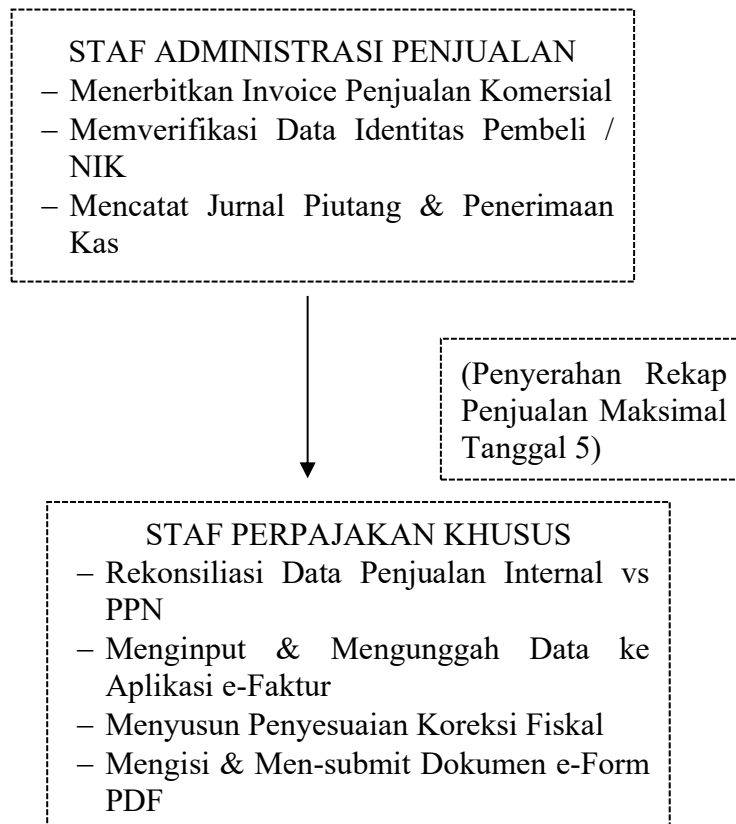 STAF ADMINISTRASI PENJUALAN
– Menerbitkan Invoice Penjualan Komersial
– Memverifikasi Data Identitas Pembeli /
NIK
– Mencatat Jurnal Piutang & Penerimaan
Kas
(Penyerahan Rekap
Penjualan Maksimal
Tanggal 5)
STAF PERPAJAKAN KHUSUS
– Rekonsiliasi Data Penjualan Internal vs
PPN
– Menginput & Mengunggah Data ke
Aplikasi e-Faktur
– Menyusun Penyesuaian Koreksi Fiskal
– Mengisi & Men-submit Dokumen e-Form
PDF